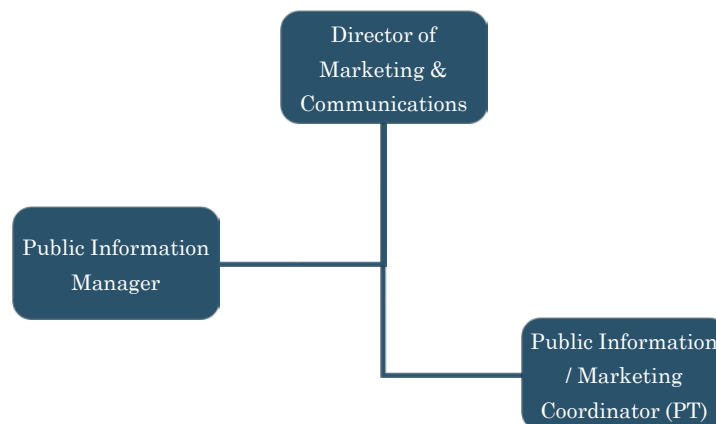 Director of
Marketing &
Communications
Public Information
Manager
Public Information
/ Marketing
Coordinator (PT)